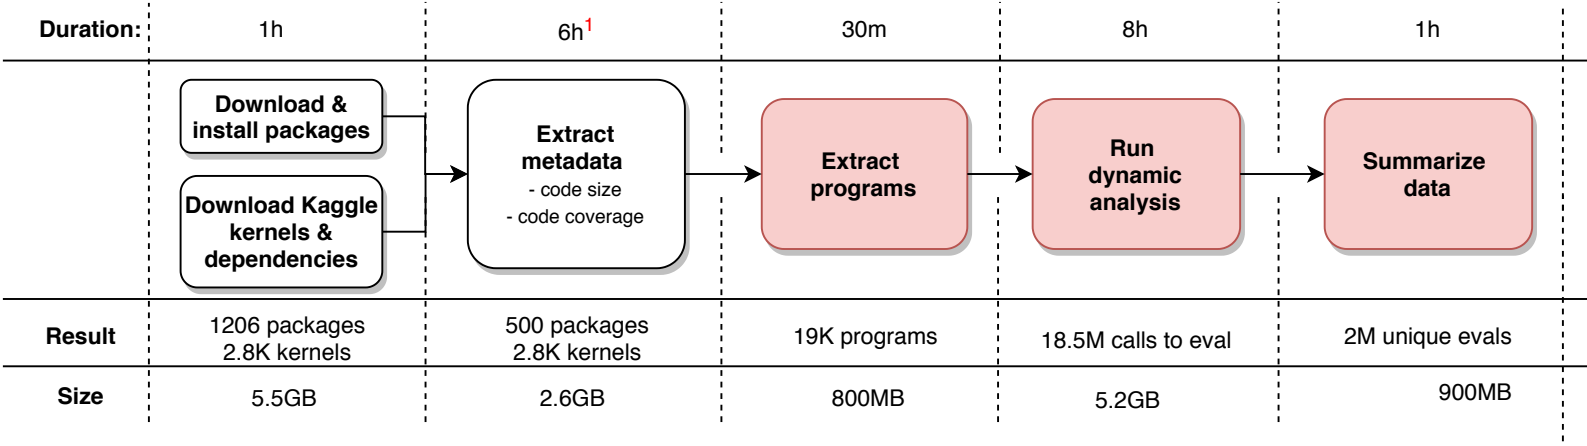 Duration: 1h 6h1 30m 8h 1h
Download &
install packages
Download Kaggle
kernels &
dependencies
Extract
metadata
- code size
- code coverage
Extract
programs
Run
dynamic
analysis
Summarize
data
Result
1206 packages
2.8K kernels
500 packages
2.8K kernels
19K programs
18.5M calls to eval
2M unique evals
Size 5.5GB 2.6GB 800MB 5.2GB 900MB